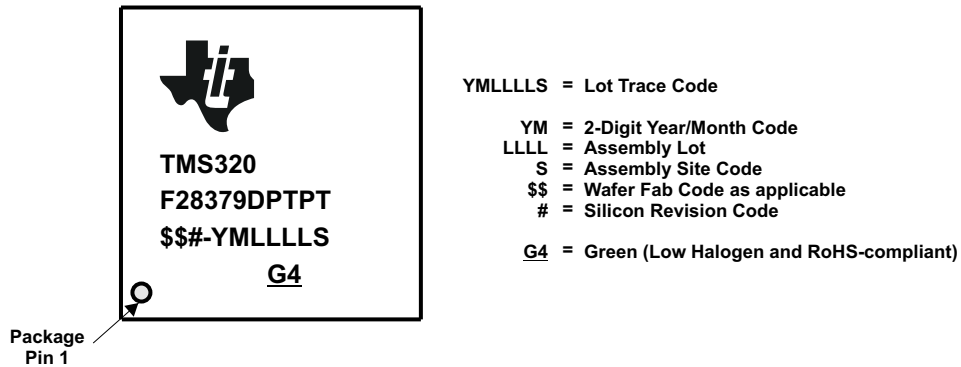 TMS320
F28379DPTPT
$$#-YMLLLLS
G4
Package
Pin 1
YMLLLLS = Lot Trace Code
YM = 2-Digit Year/Month Code
LLLL = Assembly Lot
S = Assembly Site Code
$$ = Wafer Fab Code as applicable
# = Silicon Revision Code
G4 = Green (Low Halogen and RoHS-compliant)